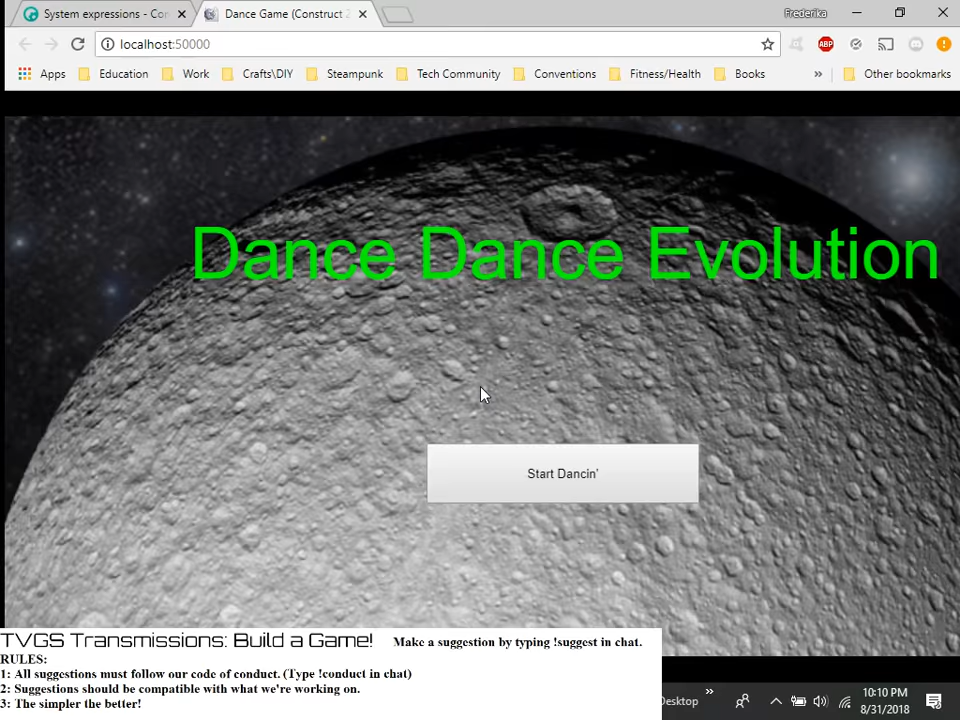 System expressions - Con
Dance Game (Construct 2
Frederika
localhost:50000
ABP
Apps
Education
Work
Crafts\DIY
Steampunk
Tech Community
Conventions
Fitness/Health
Books
»
Other bookmarks
Dance Dance Evolution
Start Dancin'
TVGS Transmissions: Build a Game!
Make a suggestion by typing !suggest in chat.
RULES:
1: All suggestions must follow our code of conduct. (Type !conduct in chat)
2: Suggestions should be compatible with what we're working on.
3: The simpler the better!
Desktop
»
10:10 PM
8/31/2018